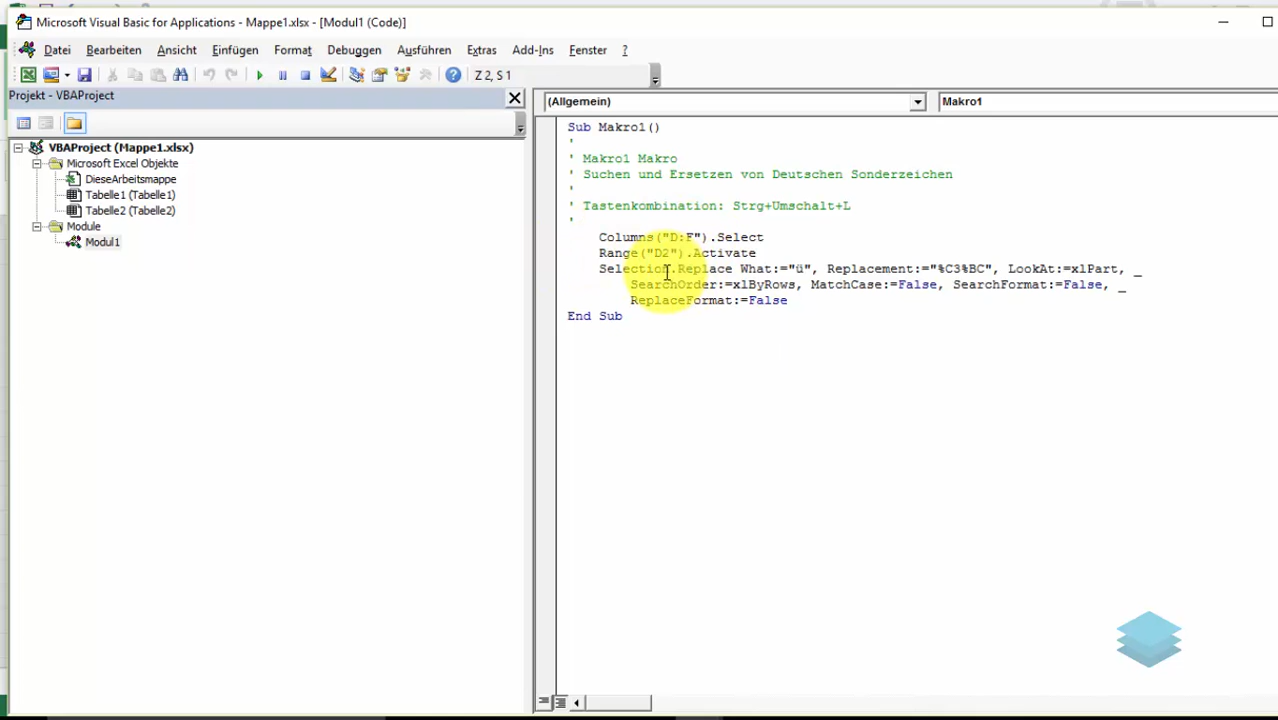 Microsoft Visual Basic for Applications - Mappe1.xlsx - [Modul1 (Code)]
Datei Bearbeiten Ansicht Einfügen Format Debuggen Ausführen Extras Add-Ins Fenster ?
Z 2, S 1
Projekt - VBAProject
VBAProject (Mappe1.xlsx)
Microsoft Excel Objekte
DieseArbeitsmappe
Tabelle1 (Tabelle1)
Tabelle2 (Tabelle2)
Module
Modul1
(Allgemein) Makro1
Sub Makro1()
'
' Makro1 Makro
' Suchen und Ersetzen von Deutschen Sonderzeichen
'
' Tastenkombination: Strg+Umschalt+L
'
Columns("D:F").Select
Range("D2").Activate
Selection.Replace What:="ü", Replacement:="%C3%BC", LookAt:=xlPart, _
SearchOrder:=xlByRows, MatchCase:=False, SearchFormat:=False, _
ReplaceFormat:=False
End Sub